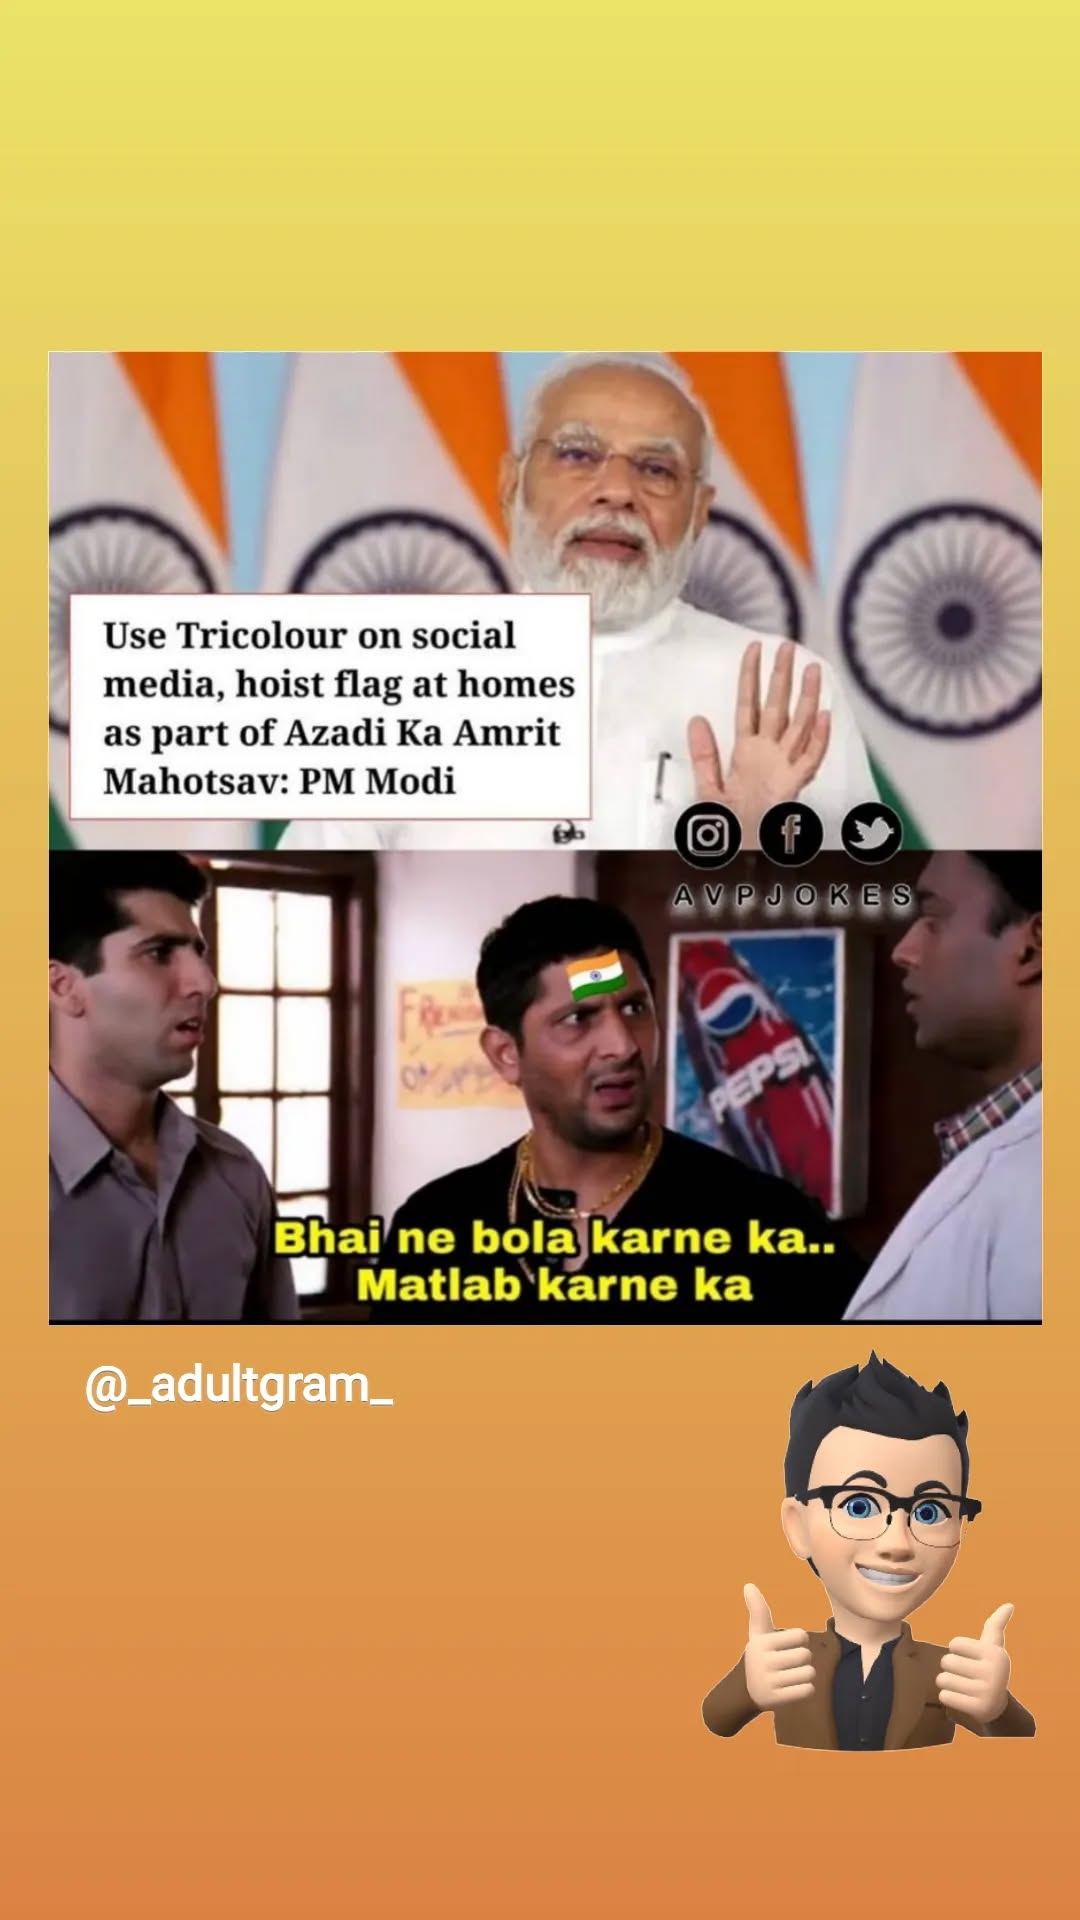 Use Tricolour on social
media, hoist flag at homes
as part of Azadi Ka Amrit
Mahotsav: PM Modi
AVPJOKES
PEPSI
Bhai ne bola karne ka..
Matlab karne ka
@_adultgram_